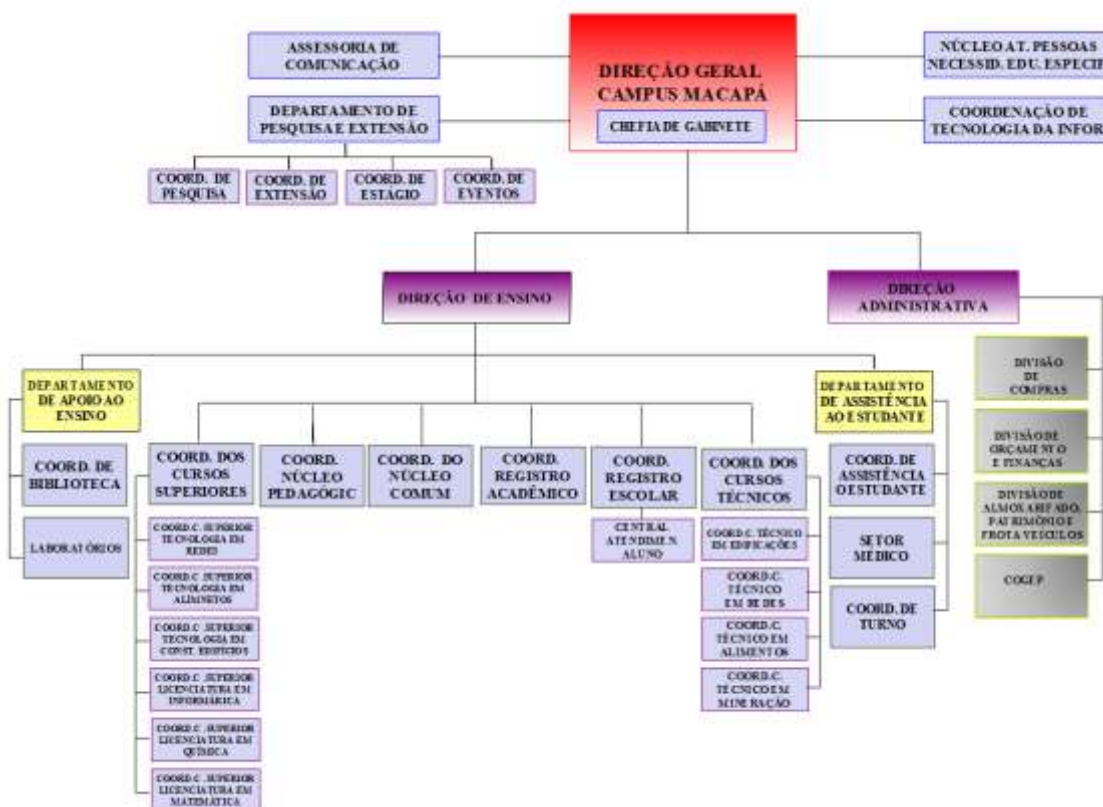 ASSESSORIA DE
COMUNICAÇÃO
DIREÇÃO GERAL
CAMPUS MACAPÁ
CHEFIA DE GABINETE
NÚCLEO AT. PESSOAS
NECESSID. EDU. ESPECIF
DEPARTAMENTO DE
PESQUISA E EXTENSÃO
COORDENAÇÃO DE
TECNOLOGIA DA INFOR
COORD. DE
PESQUISA
COORD. DE
EXTENSÃO
COORD. DE
ESTÁGIO
COORD. DE
EVENTOS
DIREÇÃO DE ENSINO
DIREÇÃO
ADMINISTRATIVA
DIVISÃO
DE
COMPRAS
DIVISÃO DE
ORÇAMENTO
E FINANÇAS
DIVISÃO DE
ALMOXARIFADO,
PATRIMÔNIO E
FROTA VEÍCULOS
COGEP
DEPARTAMENTO
DE APOIO AO
ENSINO
COORD. DE
BIBLIOTECA
LABORATÓRIOS
COORD. DOS
CURSOS
SUPERIORES
COORD.C. SUPERIOR
TECNOLOGIA EM
REDES
COORD.C .SUPERIOR
TECNOLOGIA EM
ALIMNETOS
COORD.C .SUPERIOR
TECNOLOGIA EM
CONST. EDIFÍCIOS
COORD.C .SUPERIOR
LICENCIATURA EM
INFORMÁRICA
COORD.C .SUPERIOR
LICENCIATURA EM
QUÍMICA
COORD.C .SUPERIOR
LICENCIATURA EM
MATEMÁTICA
COORD.
NÚCLEO
PEDAGÓGIC
COORD. DO
NÚCLEO
COMUM
COORD.
REGISTRO
ACADÊMICO
COORD.
REGISTRO
ESCOLAR
CENTRAL
ATENDIMEN.
ALUNO
COORD. DOS
CURSOS
TÉCNICOS
COORD.C. TÉCNICO
EM EDIFICAÇÕES
COORD.C.
TÉCNICO
EM REDES
COORD.C.
TÉCNICO EM
ALIMENTOS
COORD.C.
TÉCNICO EM
MINERAÇÃO
DEPARTAMENTO
DE ASSISTÊNCIA
AO ESTUDANTE
COORD. DE
ASSISTÊNCIA
O ESTUDANTE
SETOR
MÉDICO
COORD. DE
TURNO